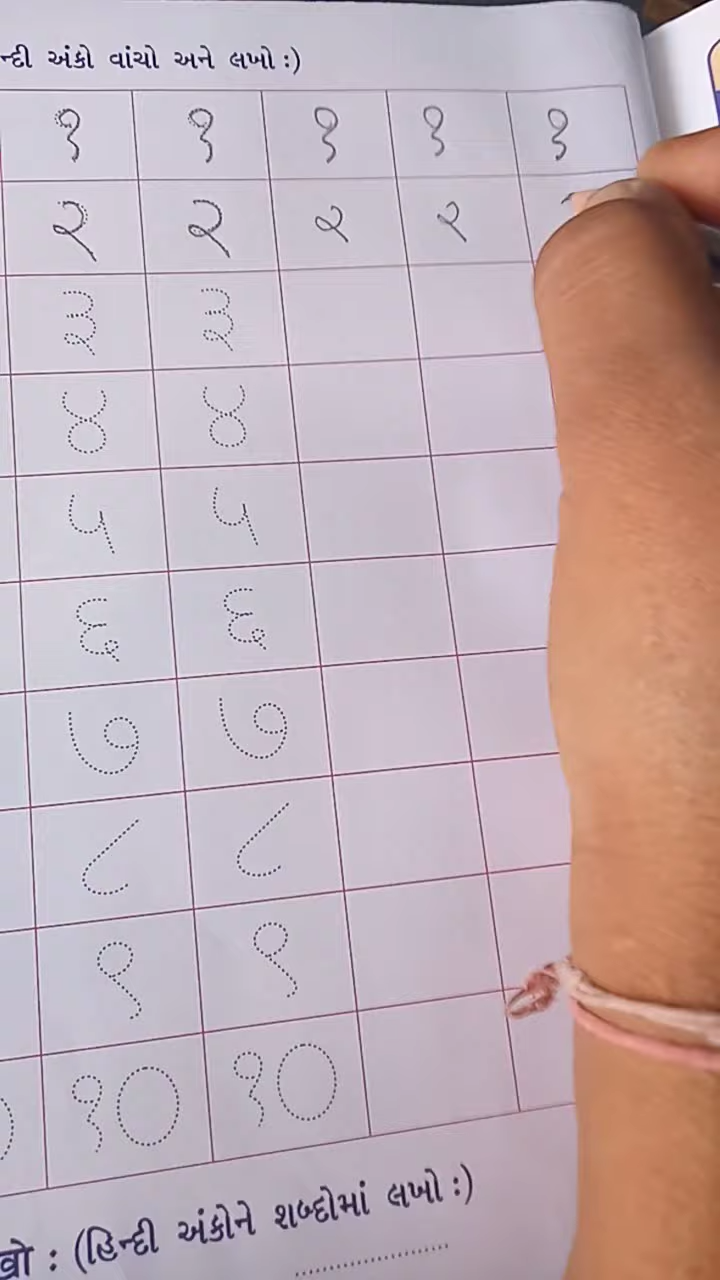 ન્દી અંકો વાંચો અને લખો :)
१ १ १ १ १
२ २ २ २
३ ३
४ ४
५ ५
६ ६
७ ७
८ ८
९ ९
१० १०
: (હિન્દી અંકોને શબ્દોમાં લખો :)